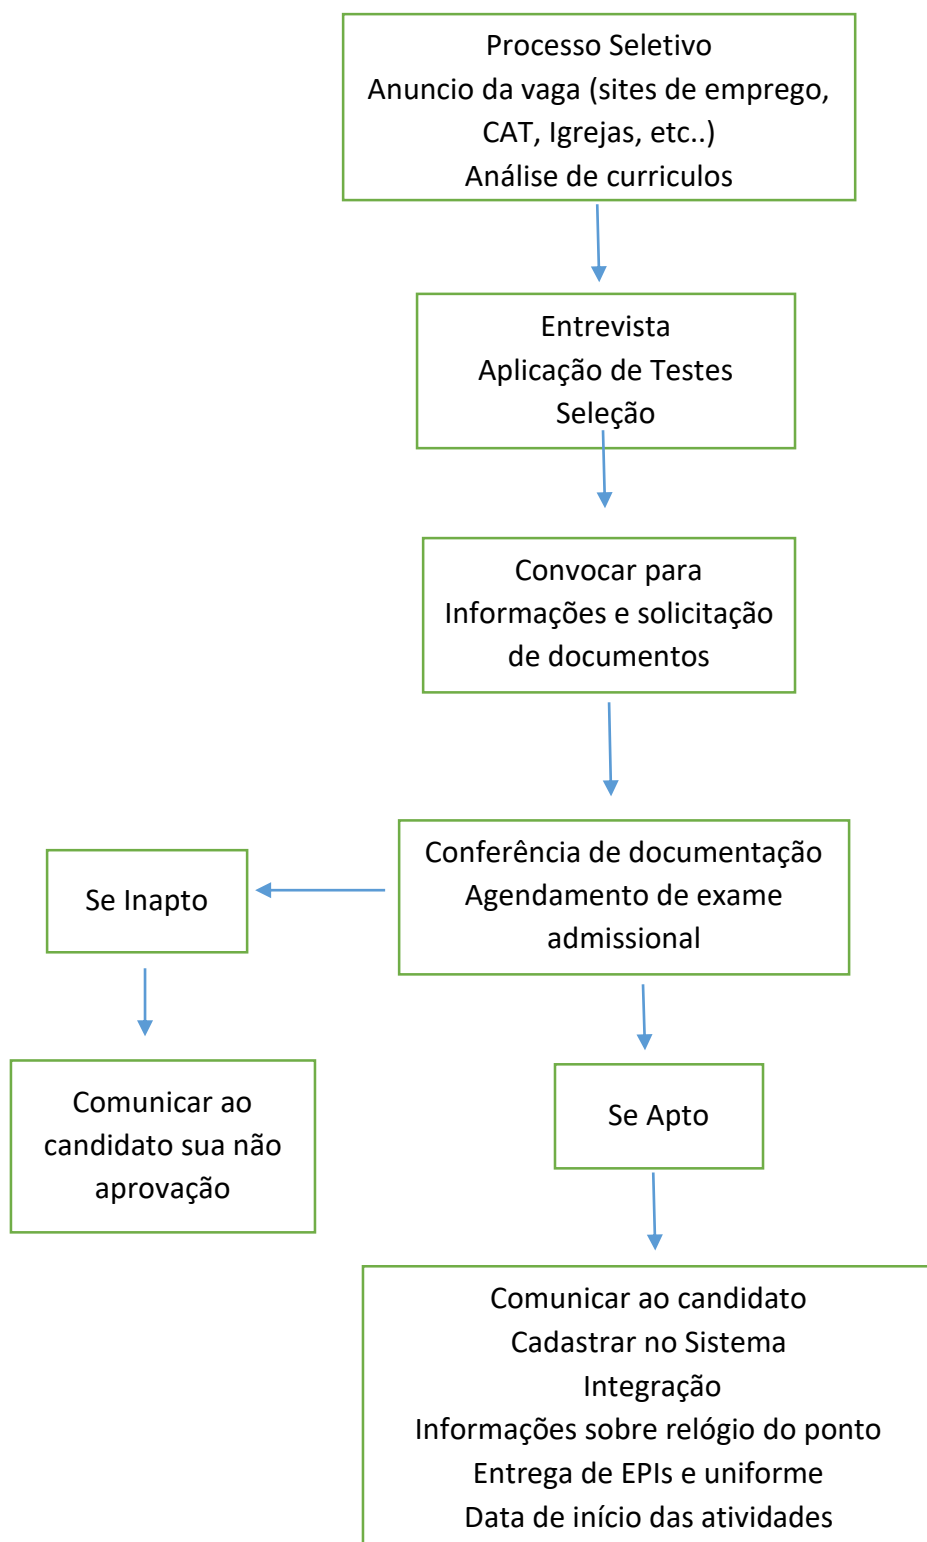 Processo Seletivo
Anuncio da vaga (sites de emprego,
CAT, Igrejas, etc..)
Análise de curriculos
Entrevista
Aplicação de Testes
Seleção
Convocar para
Informações e solicitação
de documentos
Conferência de documentação
Agendamento de exame
admissional
Se Inapto
Comunicar ao
candidato sua não
aprovação
Se Apto
Comunicar ao candidato
Cadastrar no Sistema
Integração
Informações sobre relógio do ponto
Entrega de EPIs e uniforme
Data de início das atividades